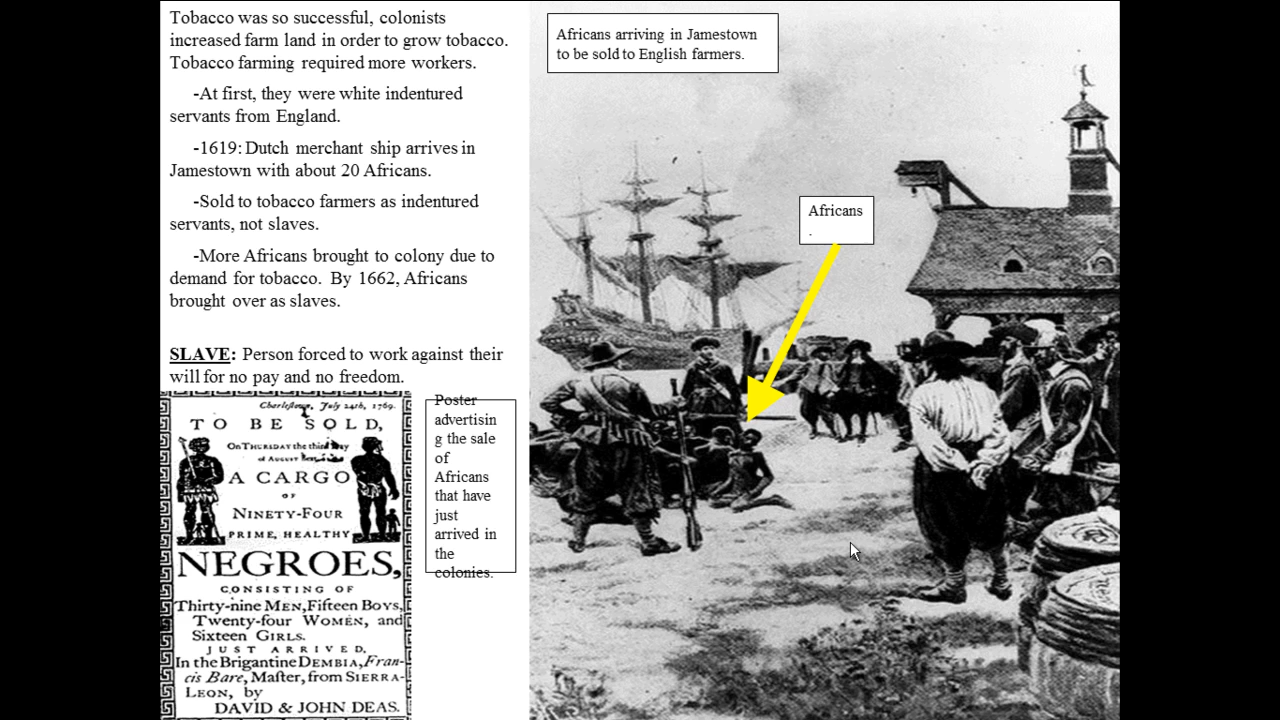 Tobacco was so successful, colonists
increased farm land in order to grow tobacco.
Tobacco farming required more workers.
-At first, they were white indentured
servants from England.
-1619: Dutch merchant ship arrives in
Jamestown with about 20 Africans.
-Sold to tobacco farmers as indentured
servants, not slaves.
-More Africans brought to colony due to
demand for tobacco. By 1662, Africans
brought over as slaves.
SLAVE: Person forced to work against their
will for no pay and no freedom.
Charlestown, July 24th, 1769.
TO BE SOLD,
On THURSDAY the third Day
of AUGUST
A CARGO
OF
NINETY-FOUR
PRIME, HEALTHY
NEGROES,
CONSISTING OF
Thirty-nine MEN, Fifteen BOYS,
Twenty-four WOMEN, and
Sixteen GIRLS.
JUST ARRIVED,
In the Brigantine DEMBIA, Fran-
cis Bare, Maſter, from SIERRA-
LEON, by
DAVID & JOHN DEAS.
Poster
advertisin
g the sale
of
Africans
that have
just
arrived in
the
colonies.
Africans arriving in Jamestown
to be sold to English farmers.
Africans
.